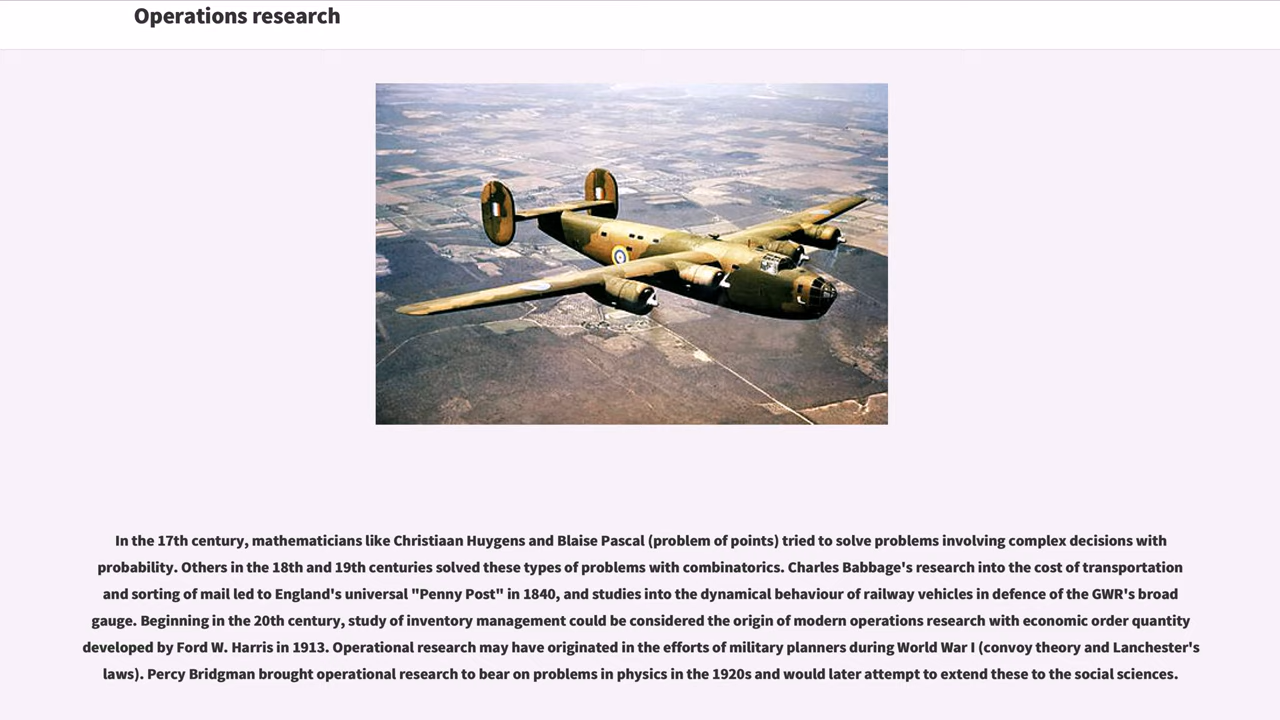 Operations research
In the 17th century, mathematicians like Christiaan Huygens and Blaise Pascal (problem of points) tried to solve problems involving complex decisions with
probability. Others in the 18th and 19th centuries solved these types of problems with combinatorics. Charles Babbage's research into the cost of transportation
and sorting of mail led to England's universal "Penny Post" in 1840, and studies into the dynamical behaviour of railway vehicles in defence of the GWR's broad
gauge. Beginning in the 20th century, study of inventory management could be considered the origin of modern operations research with economic order quantity
developed by Ford W. Harris in 1913. Operational research may have originated in the efforts of military planners during World War I (convoy theory and Lanchester's
laws). Percy Bridgman brought operational research to bear on problems in physics in the 1920s and would later attempt to extend these to the social sciences.